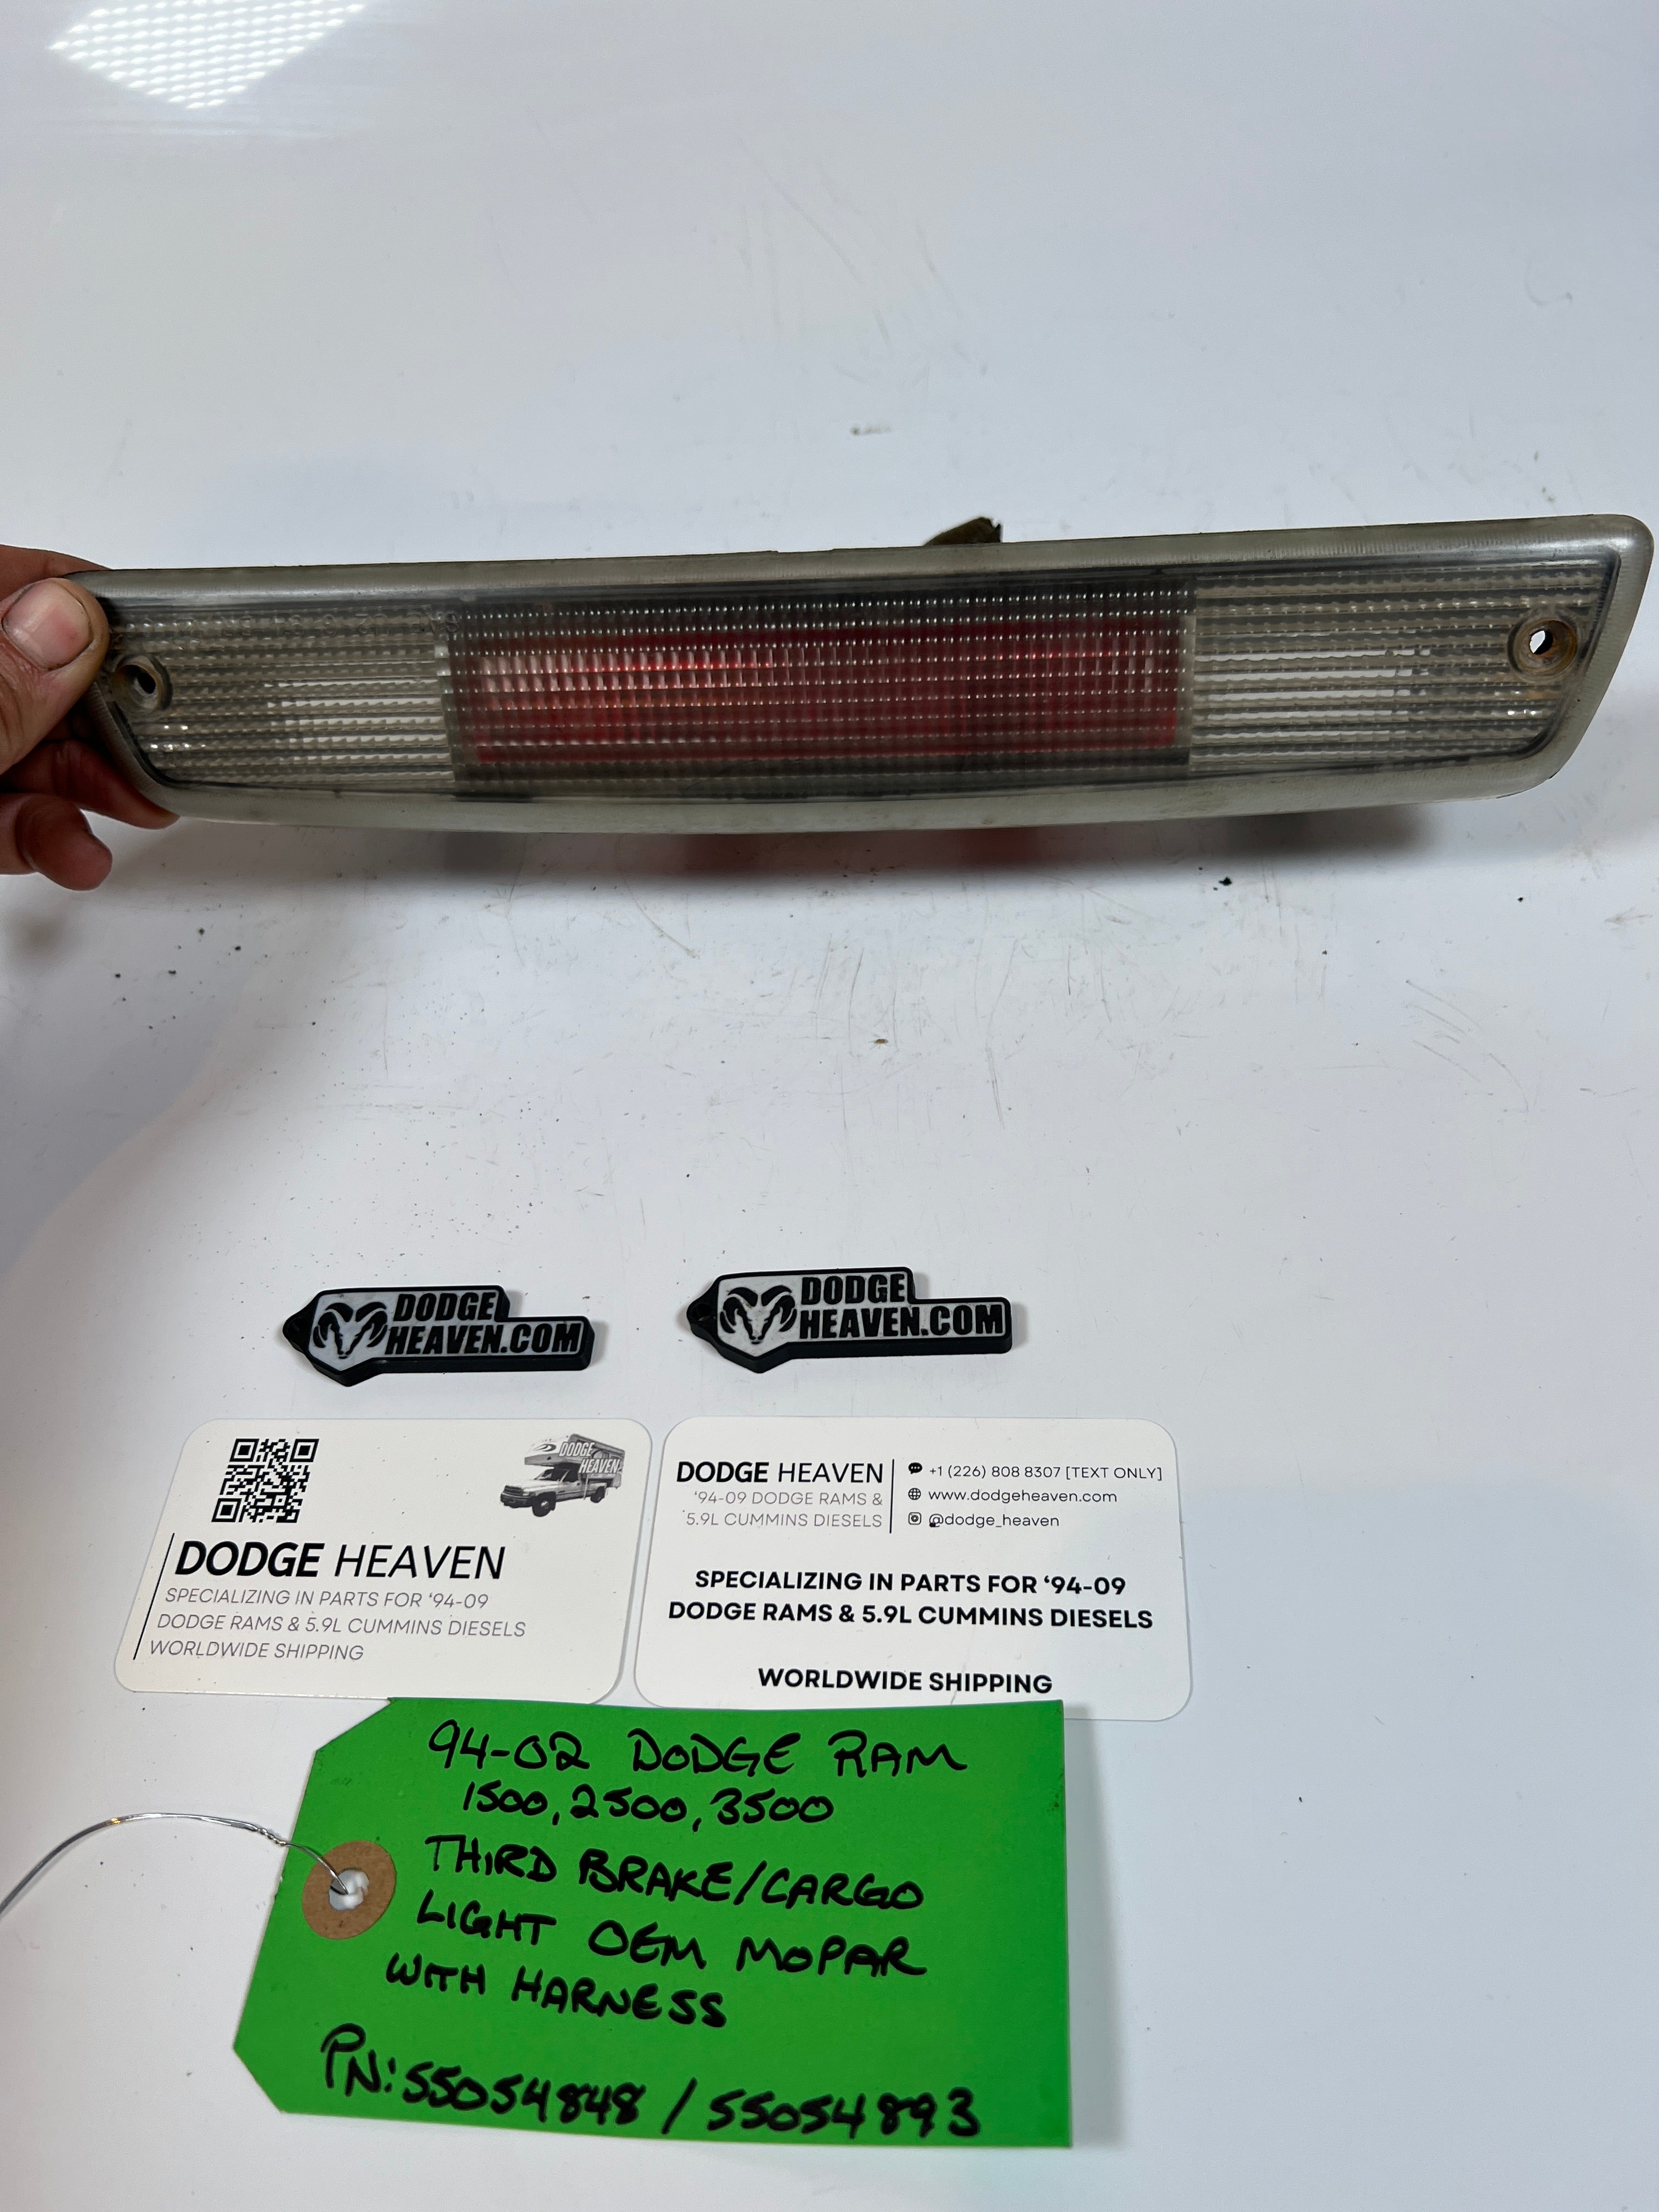 DODGE
HEAVEN.COM
DODGE
HEAVEN.COM
DODGE
HEAVEN
DODGE HEAVEN
SPECIALIZING IN PARTS FOR ‘94-09
DODGE RAMS & 5.9L CUMMINS DIESELS
WORLDWIDE SHIPPING
DODGE HEAVEN
‘94-09 DODGE RAMS &
5.9L CUMMINS DIESELS
+1 (226) 808 8307 [TEXT ONLY]
www.dodgeheaven.com
@dodge_heaven
SPECIALIZING IN PARTS FOR ‘94-09
DODGE RAMS & 5.9L CUMMINS DIESELS
WORLDWIDE SHIPPING
94-02 DODGE RAM
1500, 2500, 3500
THIRD BRAKE/CARGO
LIGHT OEM MOPAR
WITH HARNESS
PN: 55054848 / 55054893